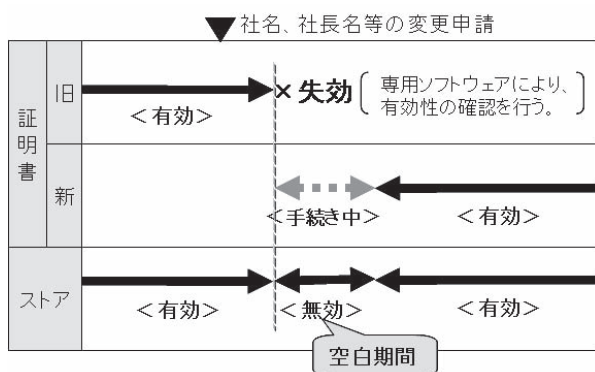 ▼社名、社長名等の変更申請
証明書
旧
<有効>
×失効
専用ソフトウェアにより、
有効性の確認を行う。
新
<手続き中>
<有効>
ストア
<有効>
<無効>
<有効>
空白期間